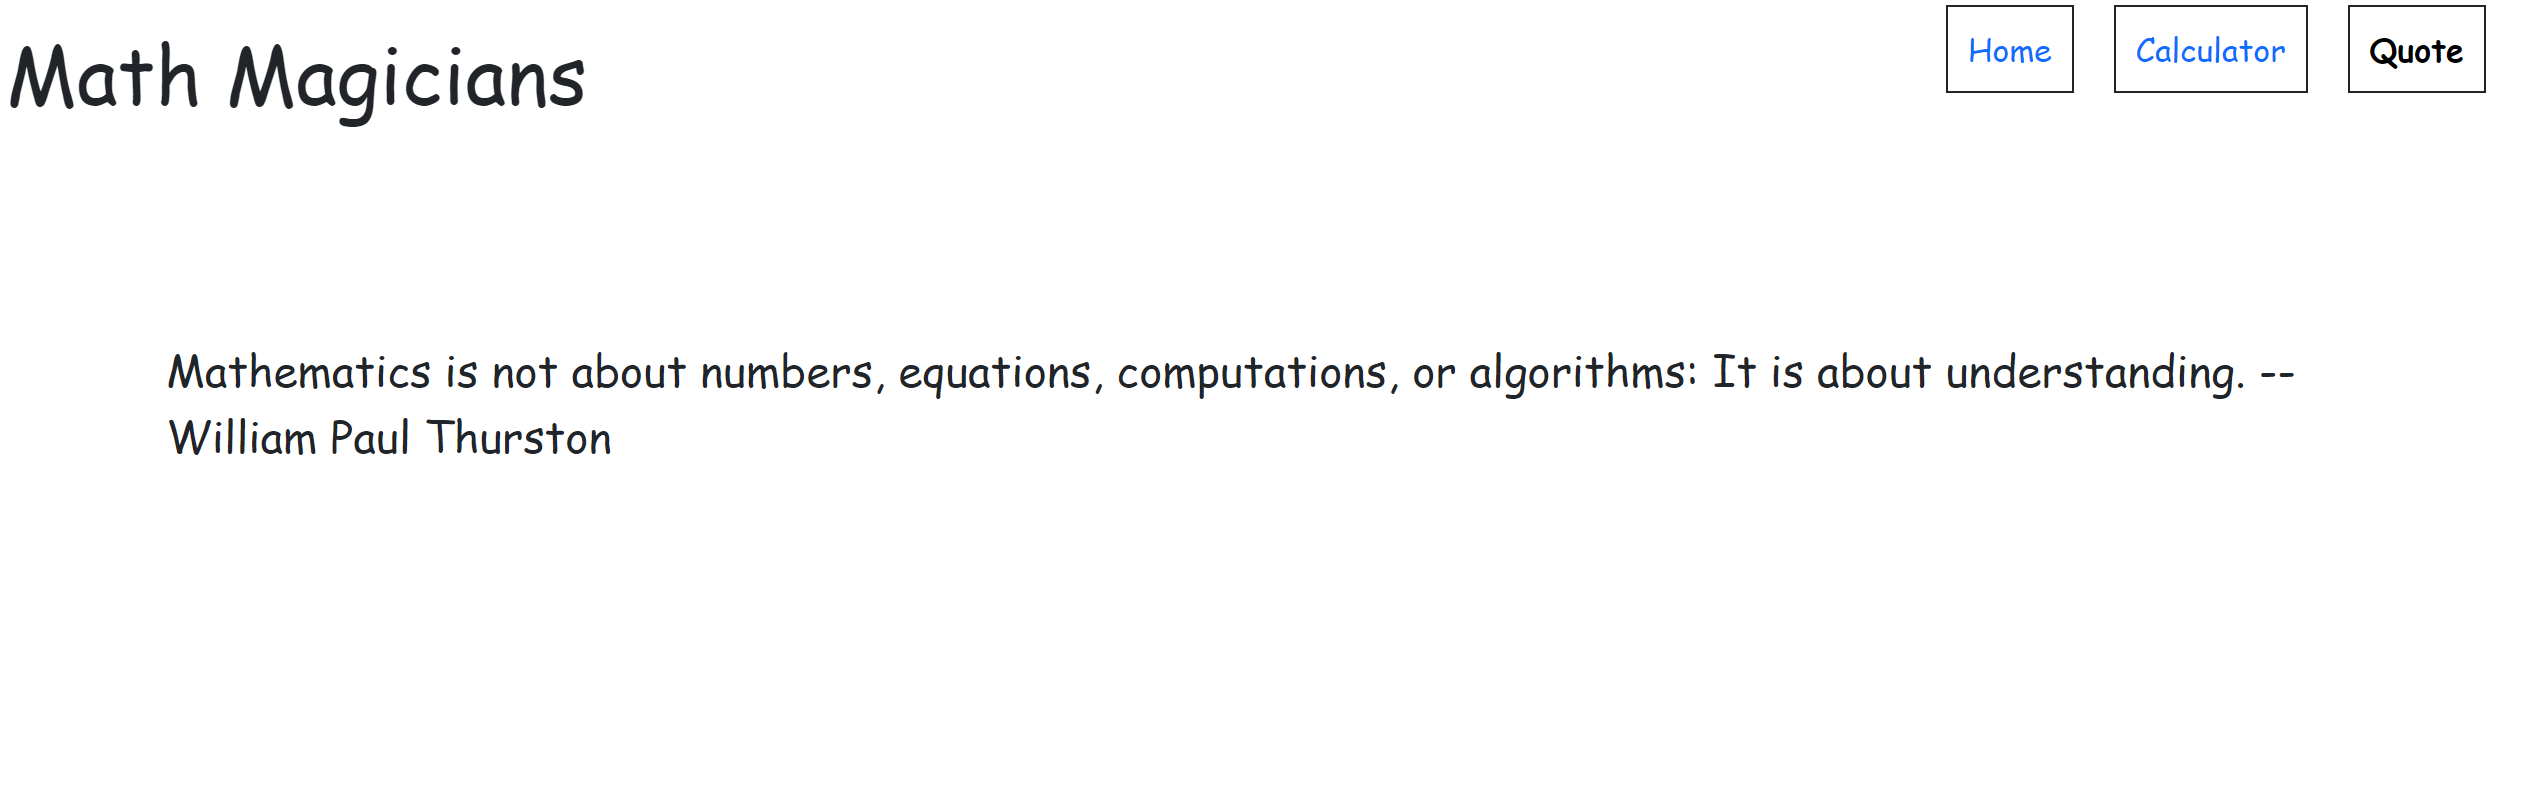 Math Magicians
Home
Calculator
Quote
Mathematics is not about numbers, equations, computations, or algorithms: It is about understanding. --
William Paul Thurston